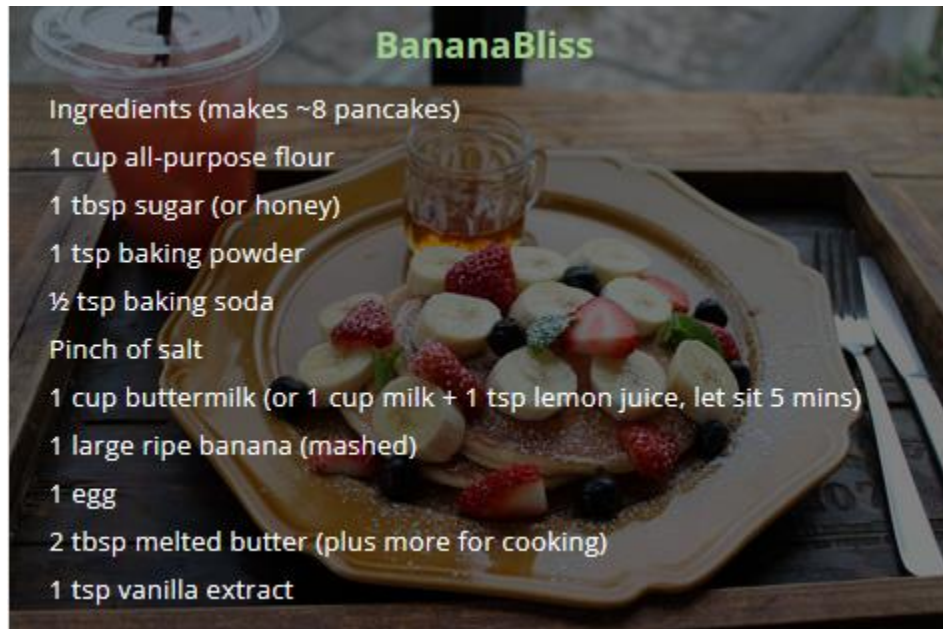 BananaBliss
Ingredients (makes ~8 pancakes)
1 cup all-purpose flour
1 tbsp sugar (or honey)
1 tsp baking powder
½ tsp baking soda
Pinch of salt
1 cup buttermilk (or 1 cup milk + 1 tsp lemon juice, let sit 5 mins)
1 large ripe banana (mashed)
1 egg
2 tbsp melted butter (plus more for cooking)
1 tsp vanilla extract